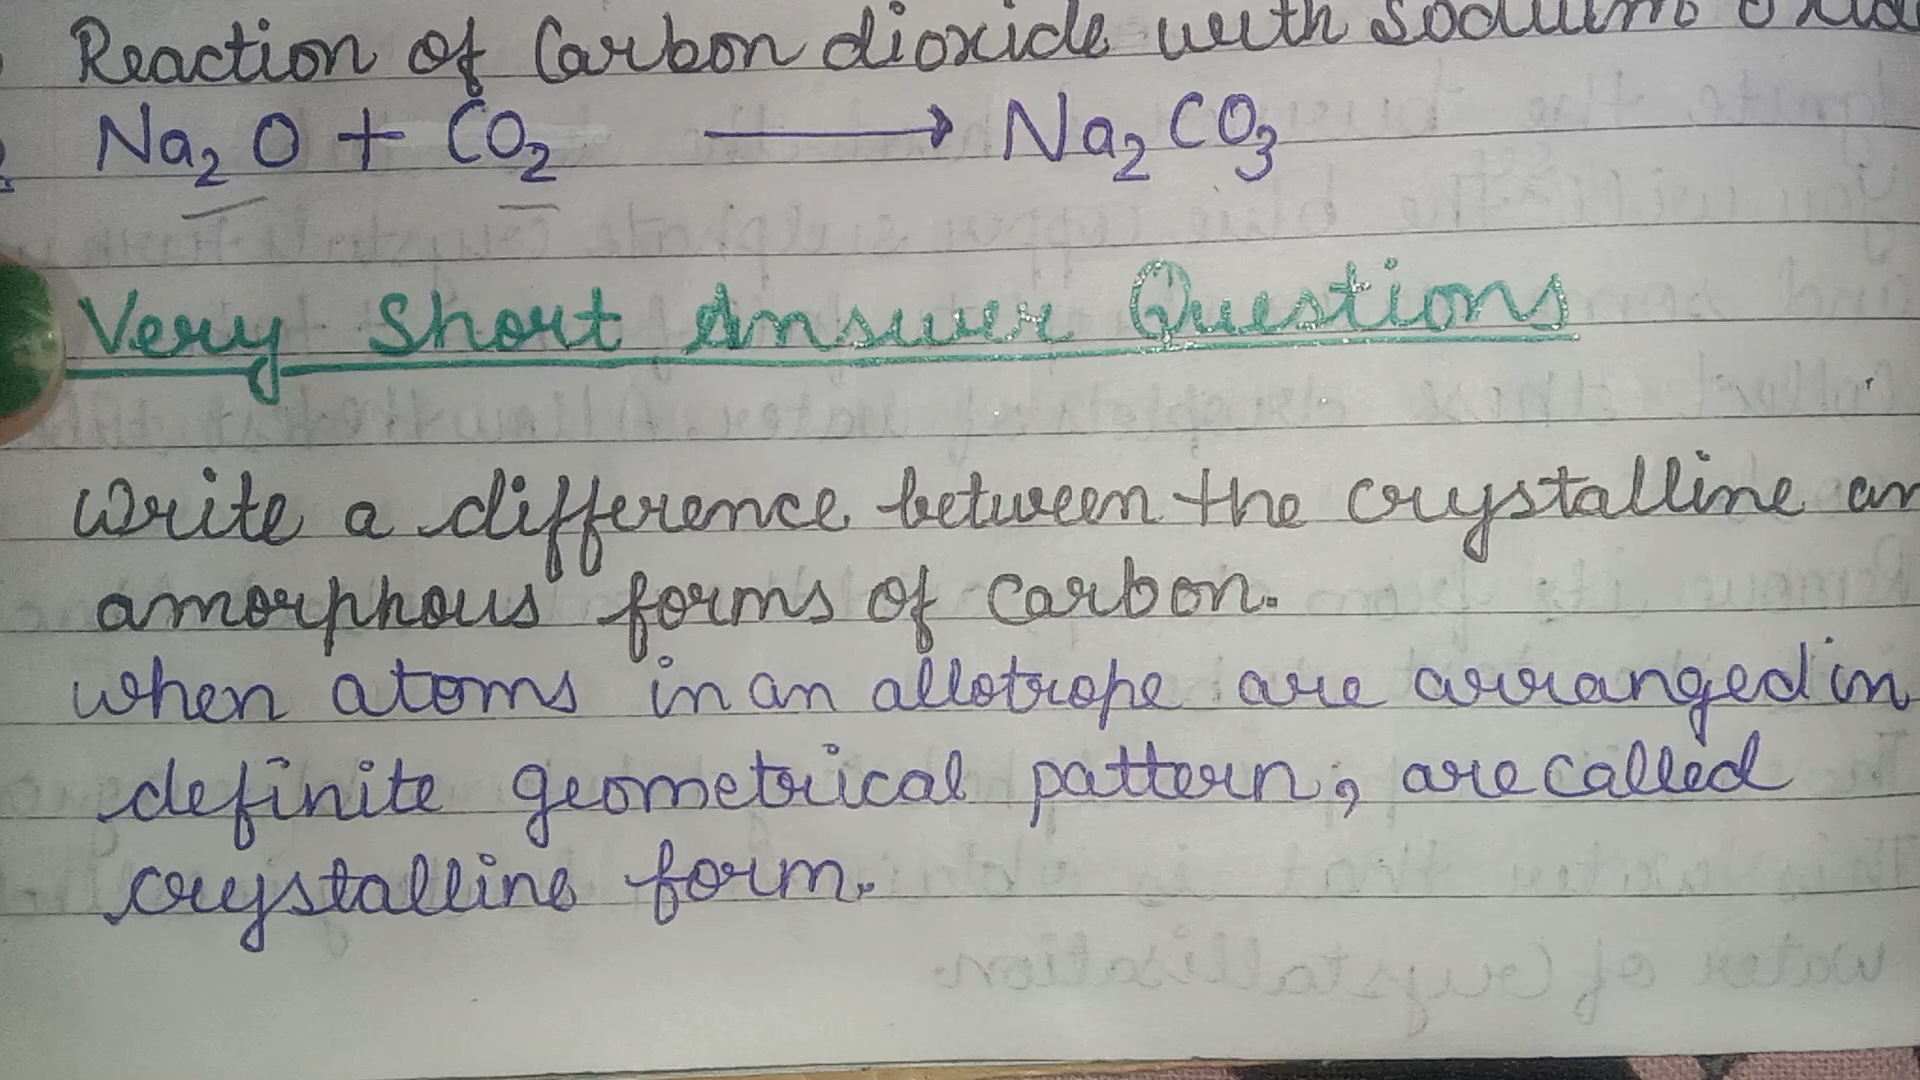 Reaction of Carbon dioxide with Sodium
Na₂O + CO₂ ⟶ Na₂CO₃
Very Short Answer Questions
Write a difference between the crystalline
amorphous forms of carbon.
when atoms in an allotrope are arranged in
definite geometrical pattern, are called
crystalline form.